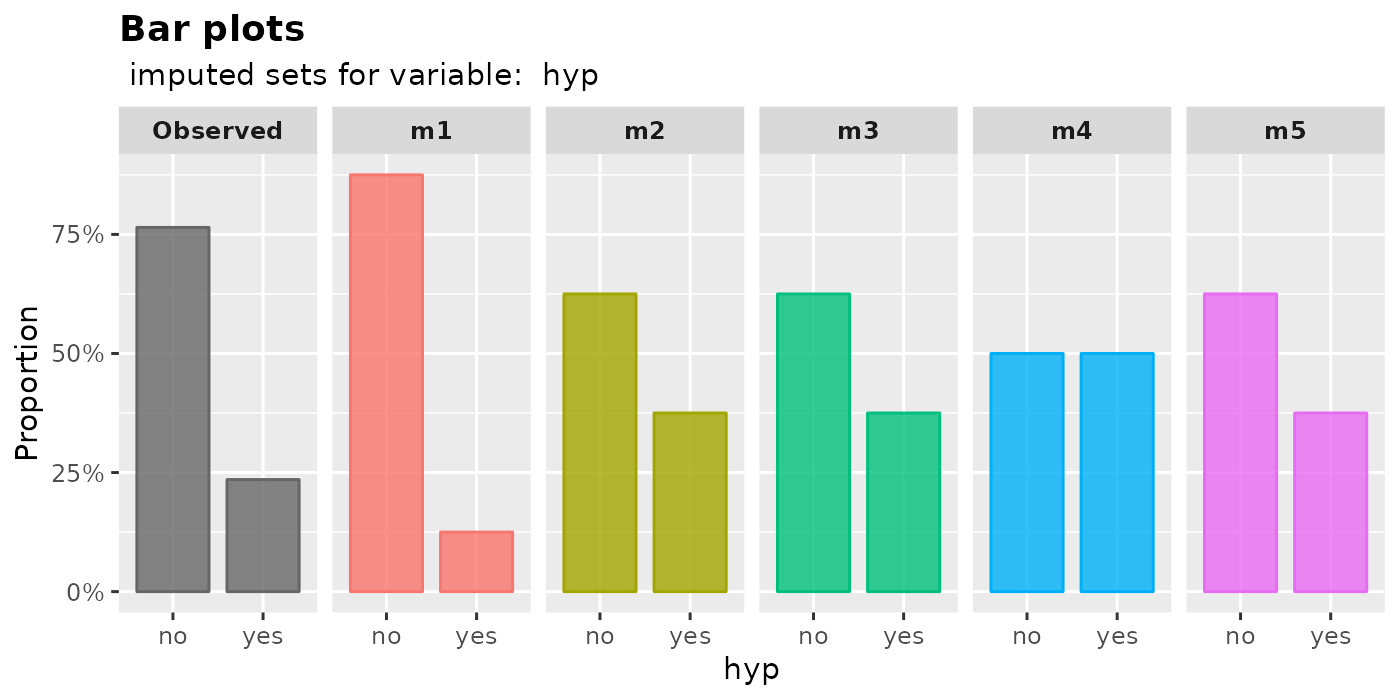 Bar plots
imputed sets for variable:  hyp
Observed m1 m2 m3 m4 m5
75%
50%
25%
0%
Proportion
no yes no yes no yes no yes no yes no yes
hyp